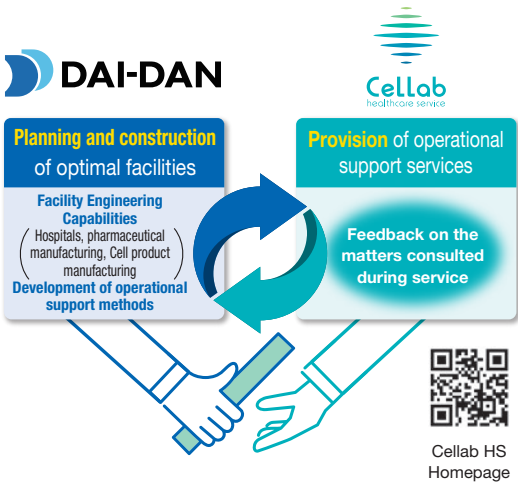 DAI-DAN
Cellab
healthcare service
Planning and construction
of optimal facilities
Facility Engineering
Capabilities
(Hospitals, pharmaceutical
manufacturing, Cell product
manufacturing)
Development of operational
support methods
Provision of operational
support services
Feedback on the
matters consulted
during service
Cellab HS
Homepage